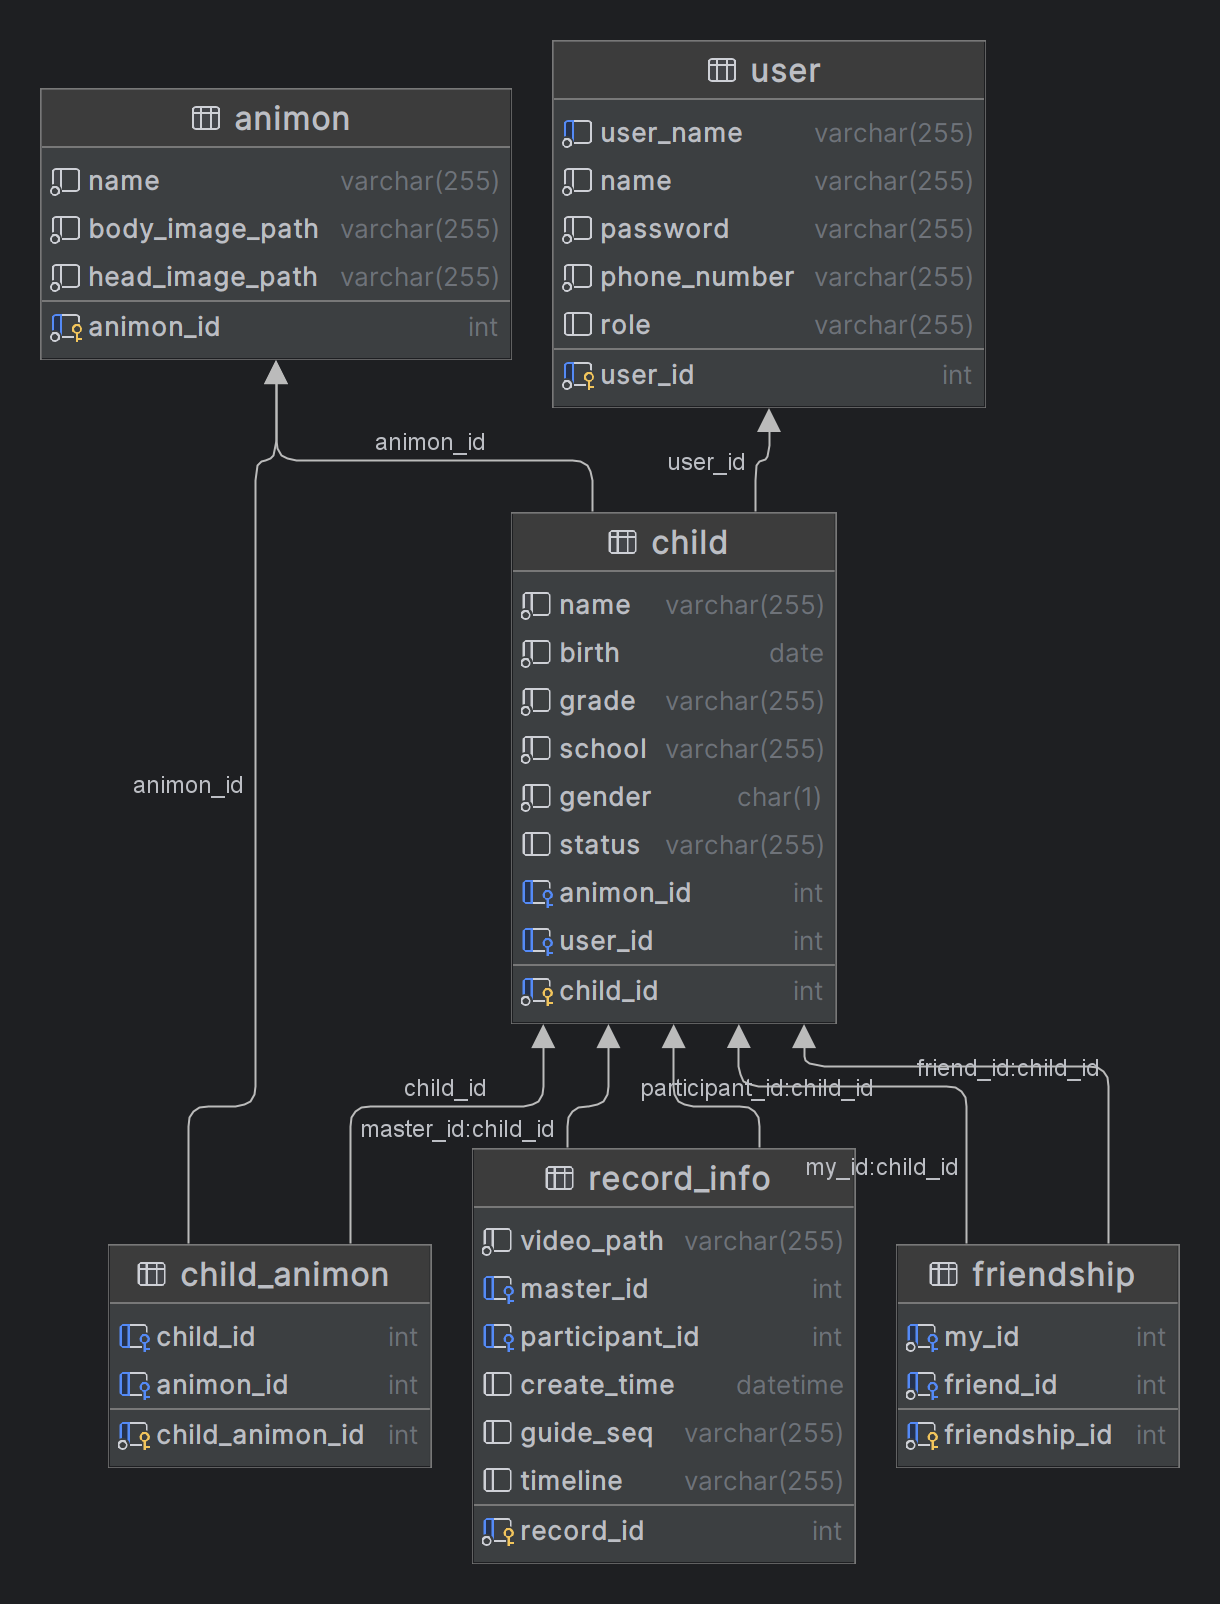 user
user_name varchar(255)
name varchar(255)
password varchar(255)
phone_number varchar(255)
role varchar(255)
user_id int
animon
name varchar(255)
body_image_path varchar(255)
head_image_path varchar(255)
animon_id int
animon_id
user_id
child
name varchar(255)
birth date
grade varchar(255)
school varchar(255)
gender char(1)
status varchar(255)
animon_id int
user_id int
child_id int
animon_id
child_id
master_id:child_id
participant_id:child_id
friend_id:child_id
my_id:child_id
child_animon
child_id int
animon_id int
child_animon_id int
record_info
video_path varchar(255)
master_id int
participant_id int
create_time datetime
guide_seq varchar(255)
timeline varchar(255)
record_id int
friendship
my_id int
friend_id int
friendship_id int